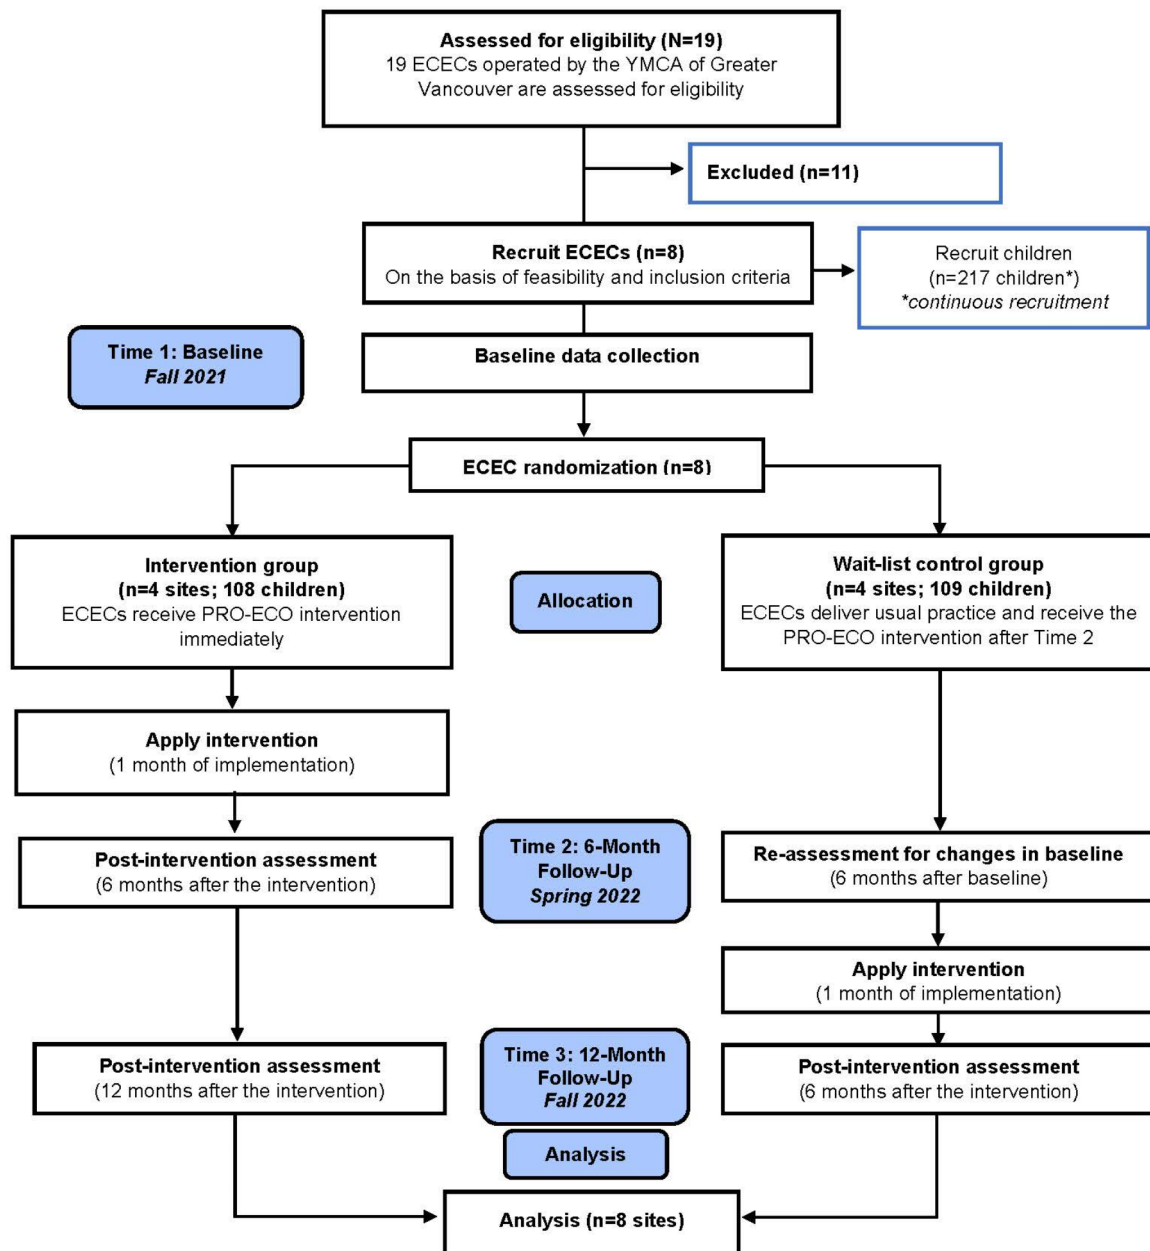 Assessed for eligibility (N=19)
19 ECECs operated by the YMCA of Greater
Vancouver are assessed for eligibility
Excluded (n=11)
Recruit ECECs (n=8)
On the basis of feasibility and inclusion criteria
Recruit children
(n=217 children*)
*continuous recruitment
Time 1: Baseline
Fall 2021
Baseline data collection
ECEC randomization (n=8)
Intervention group
(n=4 sites; 108 children)
ECECs receive PRO-ECO intervention
immediately
Allocation
Wait-list control group
(n=4 sites; 109 children)
ECECs deliver usual practice and receive the
PRO-ECO intervention after Time 2
Apply intervention
(1 month of implementation)
Post-intervention assessment
(6 months after the intervention)
Time 2: 6-Month
Follow-Up
Spring 2022
Re-assessment for changes in baseline
(6 months after baseline)
Apply intervention
(1 month of implementation)
Post-intervention assessment
(12 months after the intervention)
Time 3: 12-Month
Follow-Up
Fall 2022
Post-intervention assessment
(6 months after the intervention)
Analysis
Analysis (n=8 sites)